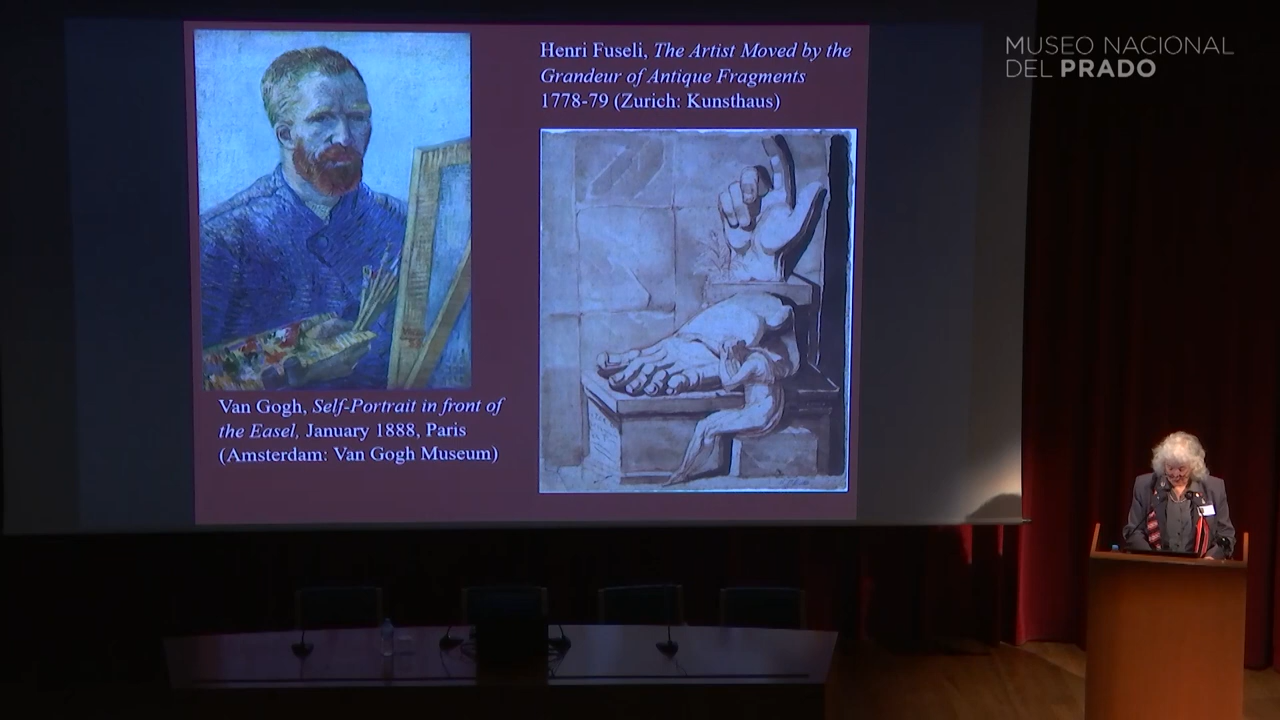 Henri Fuseli, The Artist Moved by the
Grandeur of Antique Fragments
1778-79 (Zurich: Kunsthaus)
Van Gogh, Self-Portrait in front of
the Easel, January 1888, Paris
(Amsterdam: Van Gogh Museum)
MUSEO NACIONAL
DEL PRADO